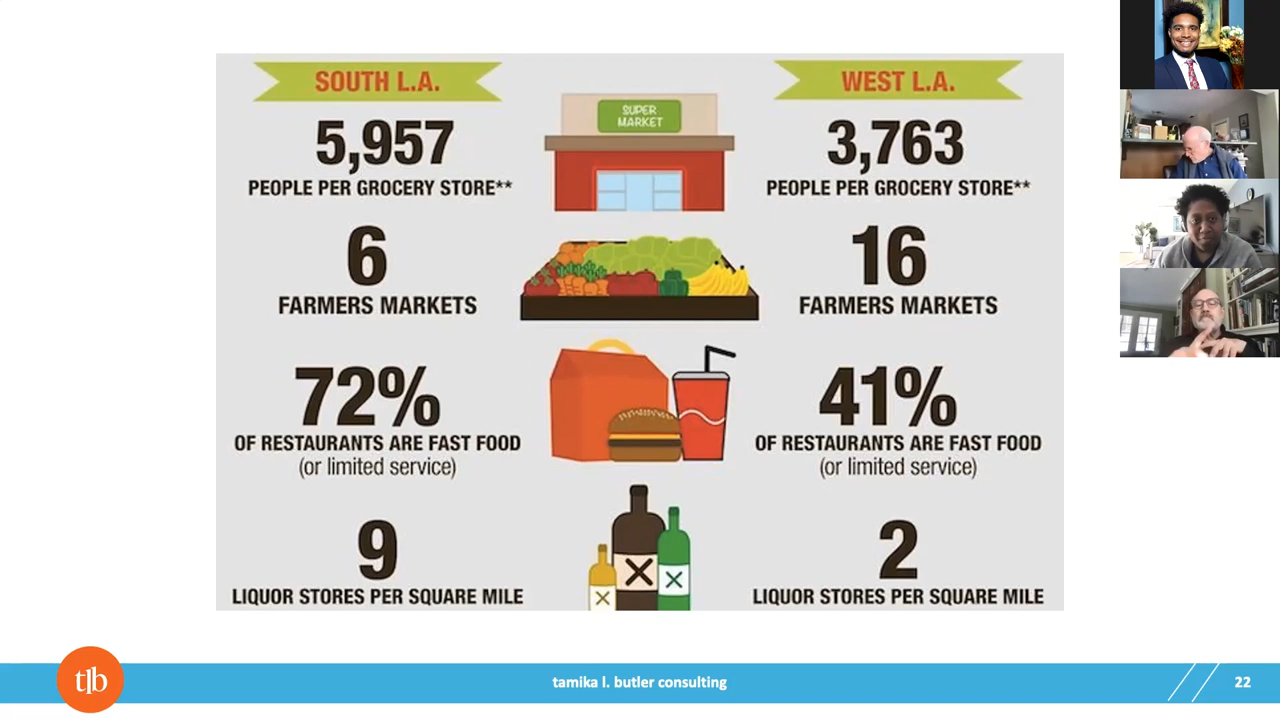 SOUTH L.A.
5,957
PEOPLE PER GROCERY STORE**
6
FARMERS MARKETS
72%
OF RESTAURANTS ARE FAST FOOD
(or limited service)
9
LIQUOR STORES PER SQUARE MILE
SUPER
MARKET
WEST L.A.
3,763
PEOPLE PER GROCERY STORE**
16
FARMERS MARKETS
41%
OF RESTAURANTS ARE FAST FOOD
(or limited service)
2
LIQUOR STORES PER SQUARE MILE
tlb
tamika l. butler consulting
22